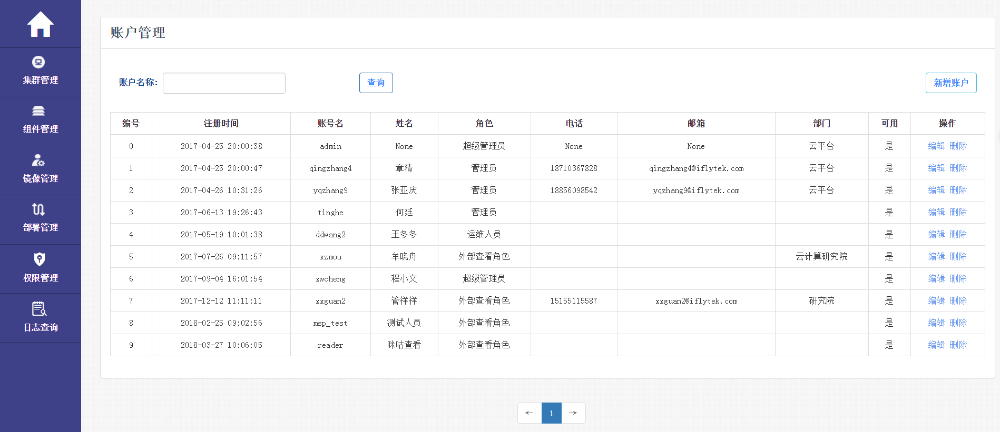 账户管理
集群管理
组件管理
镜像管理
部署管理
权限管理
日志查询
账户名称: 查询 新增账户
编号 注册时间 账号名 姓名 角色 电话 邮箱 部门 可用 操作
0 2017-04-25 20:00:38 admin None 超级管理员 None None 云平台 是 编辑 删除
1 2017-04-25 20:00:47 qingzhang4 章清 管理员 18710367828 qingzhang4@iflytek.com 云平台 是 编辑 删除
2 2017-04-26 10:31:26 yqzhang9 张亚庆 管理员 18856098542 yqzhang9@iflytek.com 云平台 是 编辑 删除
3 2017-06-13 19:26:43 tinghe 何廷 管理员 是 编辑 删除
4 2017-05-19 10:01:38 ddwang2 王冬冬 运维人员 是 编辑 删除
5 2017-07-26 09:11:57 xzmou 牟晓舟 外部查看角色 云计算研究院 是 编辑 删除
6 2017-09-04 16:01:54 xwcheng 程小文 超级管理员 是 编辑 删除
7 2017-12-12 11:11:11 xxguan2 管祥祥 外部查看角色 15155115587 xxguan2@iflytek.com 研究院 是 编辑 删除
8 2018-02-25 09:02:56 msp_test 测试人员 外部查看角色 是 编辑 删除
9 2018-03-27 10:06:05 reader 咪咕查看 外部查看角色 是 编辑 删除
← 1 →